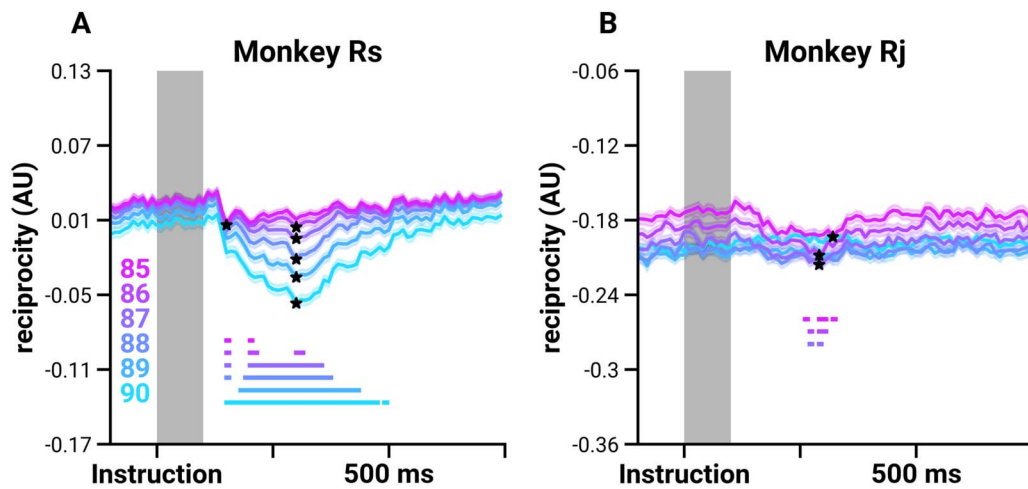 A
Monkey Rs
reciprocity (AU)
0.13
0.07
0.01
-0.05
-0.11
-0.17
85
86
87
88
89
90
Instruction
500 ms
B
Monkey Rj
reciprocity (AU)
-0.06
-0.12
-0.18
-0.24
-0.3
-0.36
Instruction
500 ms